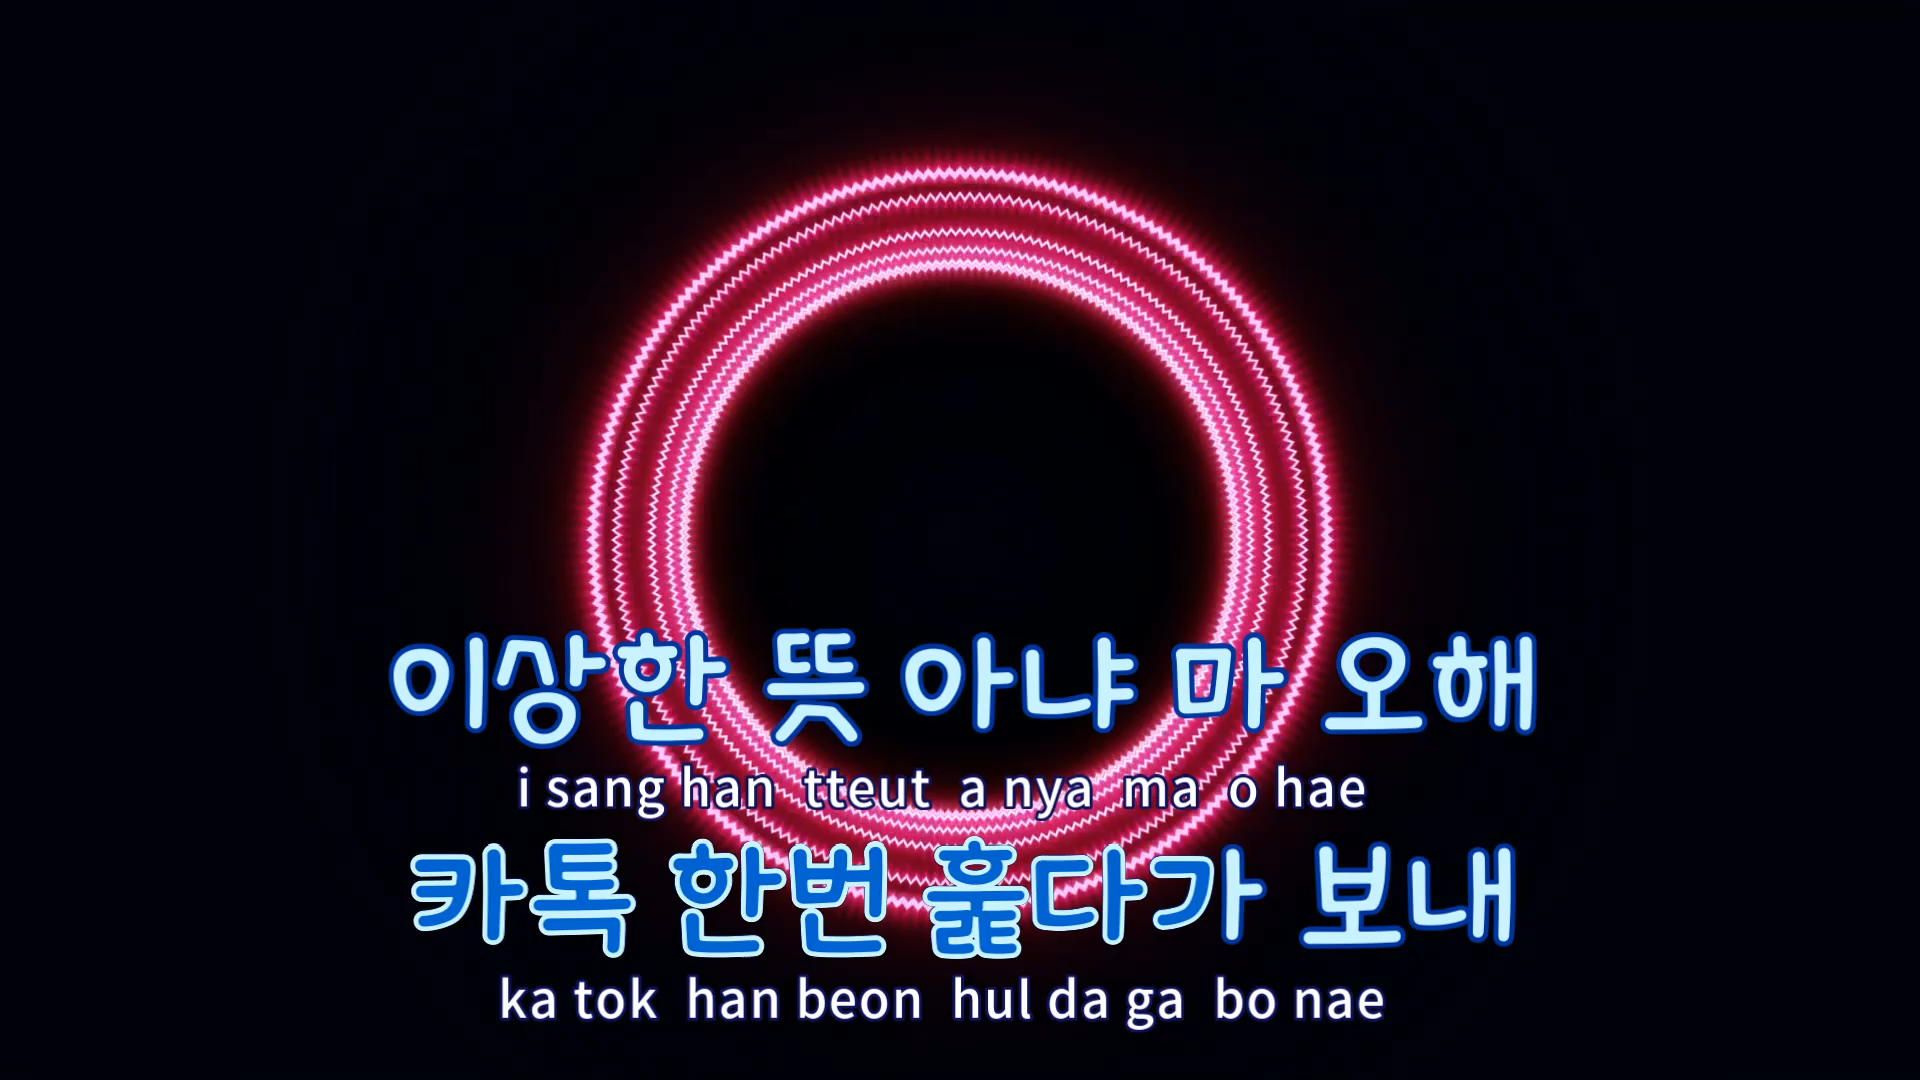 이상한 뜻 아냐 마 오해
i sang han tteut a nya ma o hae
카톡 한번 훑다가 보내
ka tok han beon hul da ga bo nae